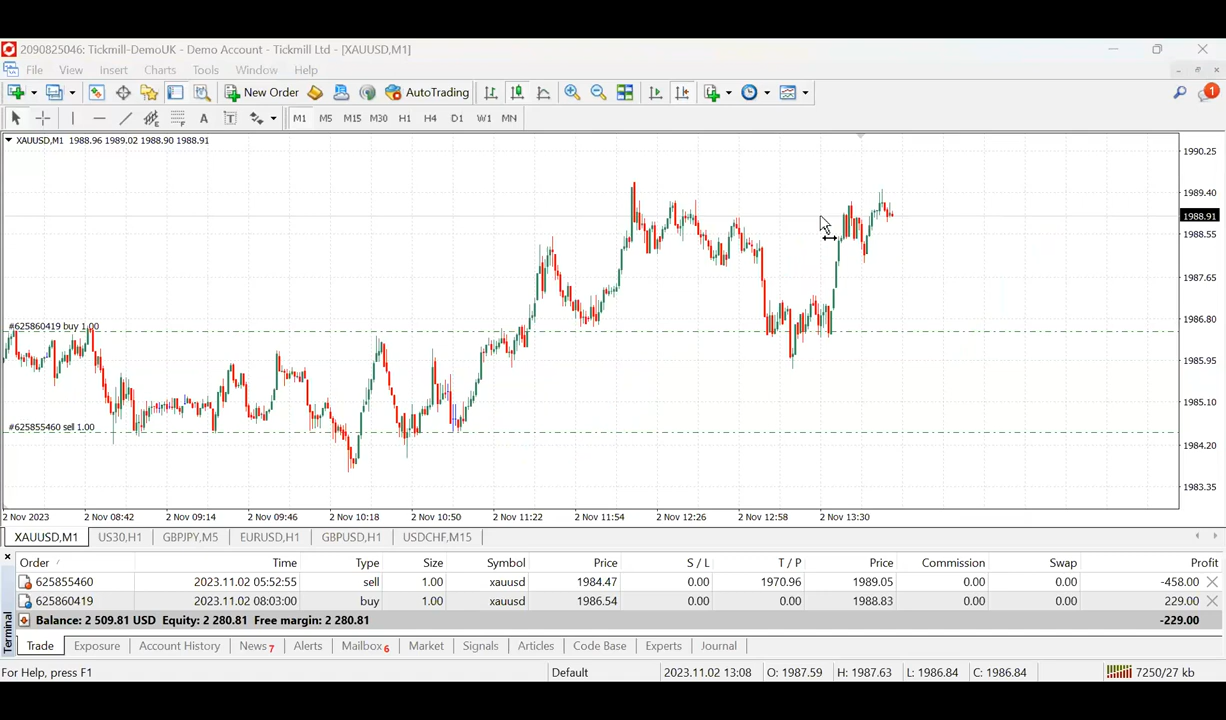 2090825046: Tickmill-DemoUK - Demo Account - Tickmill Ltd - [XAUUSD,M1]
File View Insert Charts Tools Window Help
New Order AutoTrading 1
A T M1 M5 M15 M30 H1 H4 D1 W1 MN
XAUUSD,M1 1988.96 1989.02 1988.90 1988.91
1990.25
1989.40
1988.91
1988.55
1987.65
#625860419 buy 1.00
1986.80
1985.95
1985.10
#625855460 sell 1.00
1984.20
1983.35
2 Nov 2023 2 Nov 08:42 2 Nov 09:14 2 Nov 09:46 2 Nov 10:18 2 Nov 10:50 2 Nov 11:22 2 Nov 11:54 2 Nov 12:26 2 Nov 12:58 2 Nov 13:30
XAUUSD,M1 US30,H1 GBPJPY,M5 EURUSD,H1 GBPUSD,H1 USDCHF,M15
Order / Time Type Size Symbol Price S / L T / P Price Commission Swap Profit
625855460 2023.11.02 05:52:55 sell 1.00 xauusd 1984.47 0.00 1970.96 1989.05 0.00 0.00 -458.00
625860419 2023.11.02 08:03:00 buy 1.00 xauusd 1986.54 0.00 0.00 1988.83 0.00 0.00 229.00
Balance: 2 509.81 USD Equity: 2 280.81 Free margin: 2 280.81 -229.00
Terminal
Trade Exposure Account History News 7 Alerts Mailbox 6 Market Signals Articles Code Base Experts Journal
For Help, press F1 Default 2023.11.02 13:08 O: 1987.59 H: 1987.63 L: 1986.84 C: 1986.84 7250/27 kb